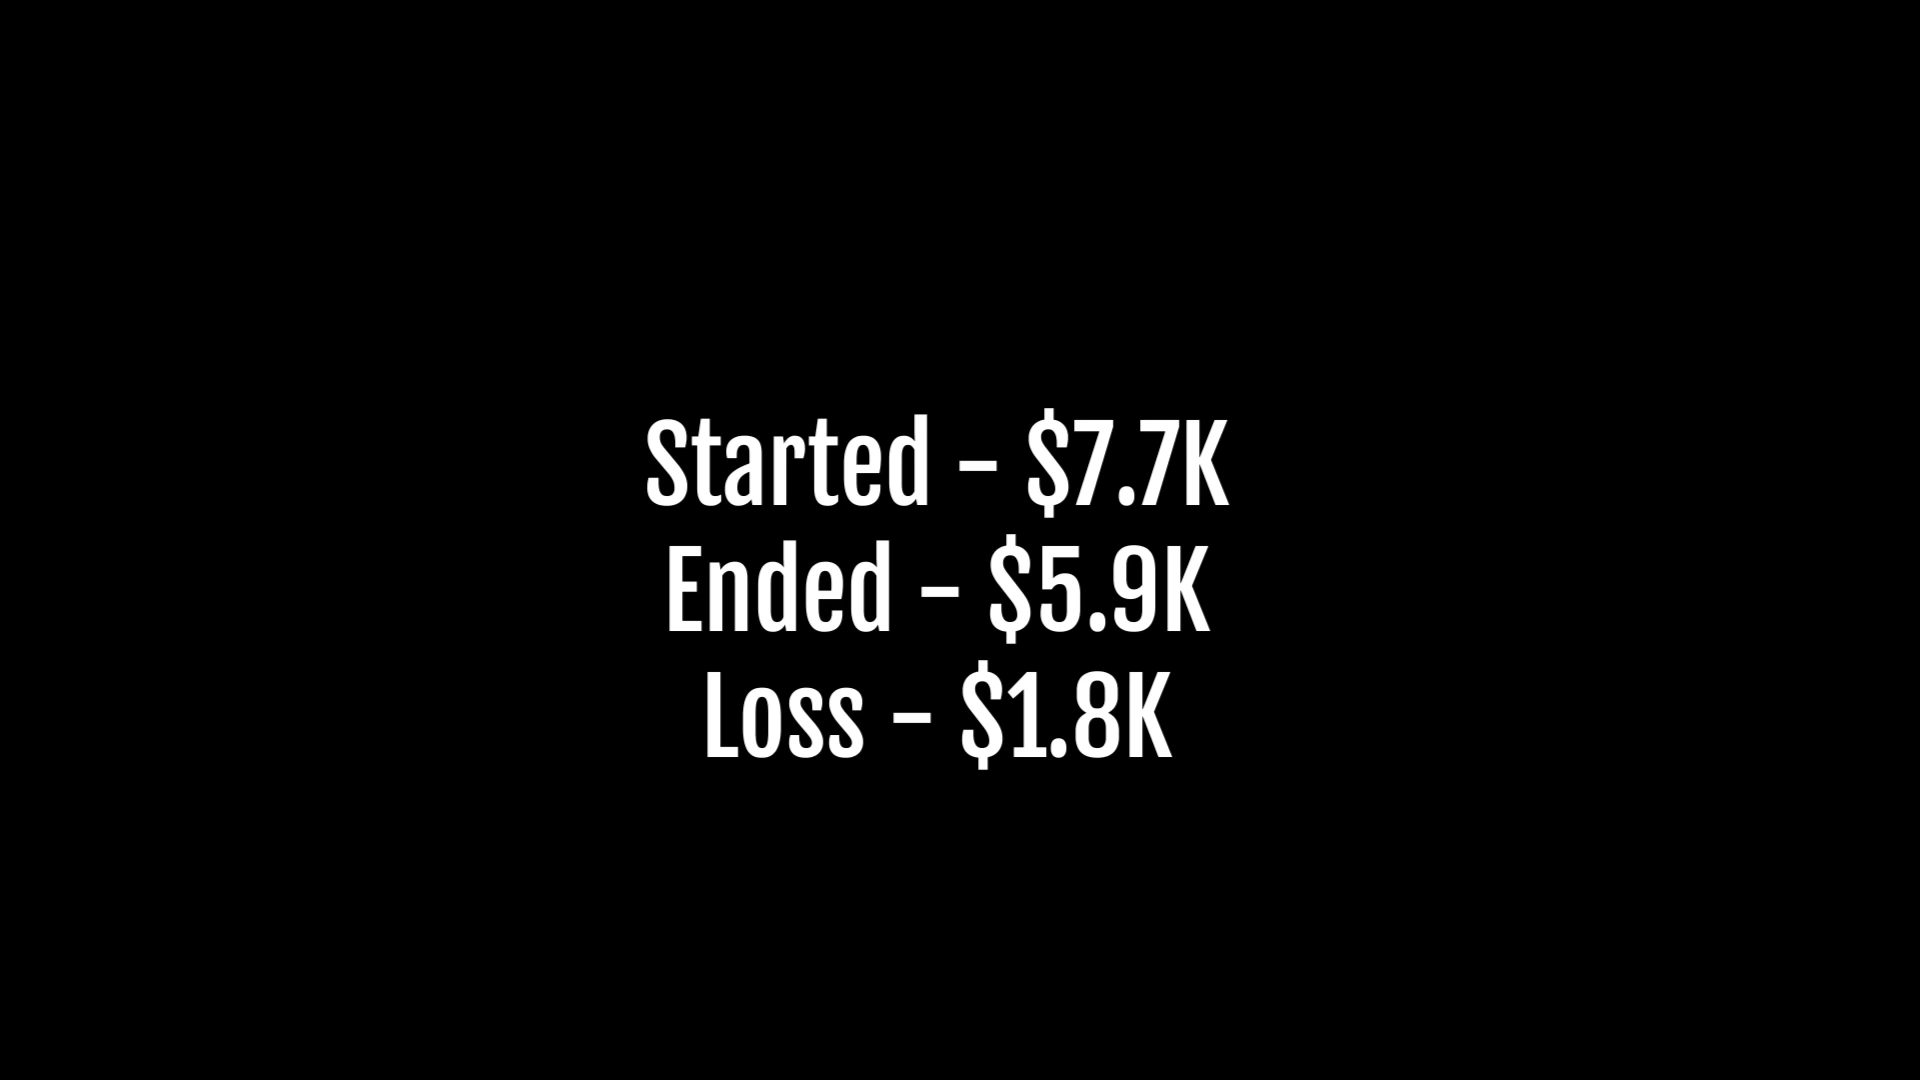 Started - $7.7K
Ended - $5.9K
Loss - $1.8K